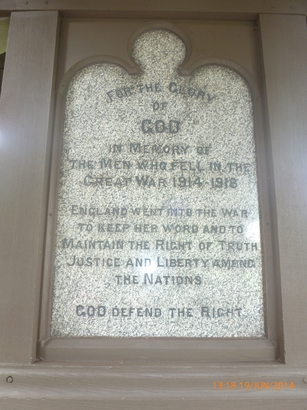 FOR THE GLORY
OF
GOD
IN MEMORY OF
THE MEN WHO FELL IN THE
GREAT WAR 1914-1918
ENGLAND WENT INTO THE WAR
TO KEEP HER WORD AND TO
MAINTAIN THE RIGHT OF TRUTH
JUSTICE AND LIBERTY AMONG
THE NATIONS
GOD DEFEND THE RIGHT